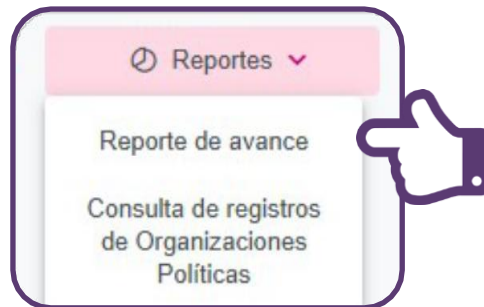 Reportes
Reporte de avance
Consulta de registros
de Organizaciones
Políticas